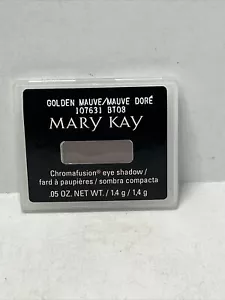 GOLDEN MAUVE/MAUVE DORÉ
107631 BT08
MARY KAY
Chromafusion® eye shadow/
fard à paupières / sombra compacta
.05 OZ. NET WT. / 1,4 g / 1,4 g